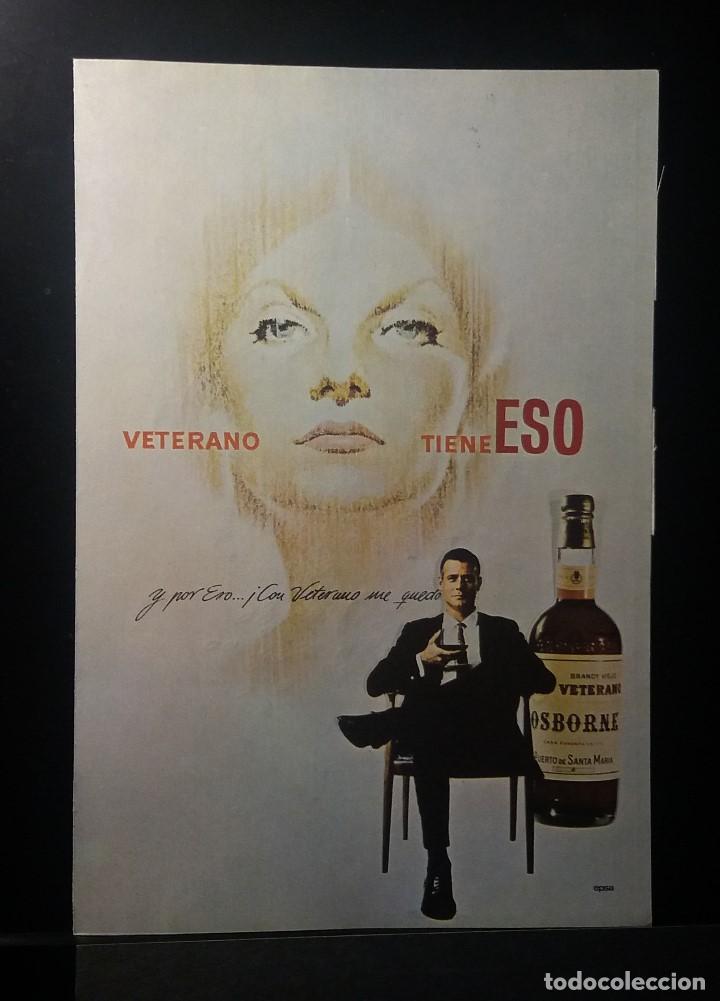 VETERANO TIENE ESO
y por Eso... ¡Con Veterano me quedo
BRANDY VIEJO
VETERANO
OSBORNE
PUERTO DE SANTA MARIA
epsa
todocoleccion